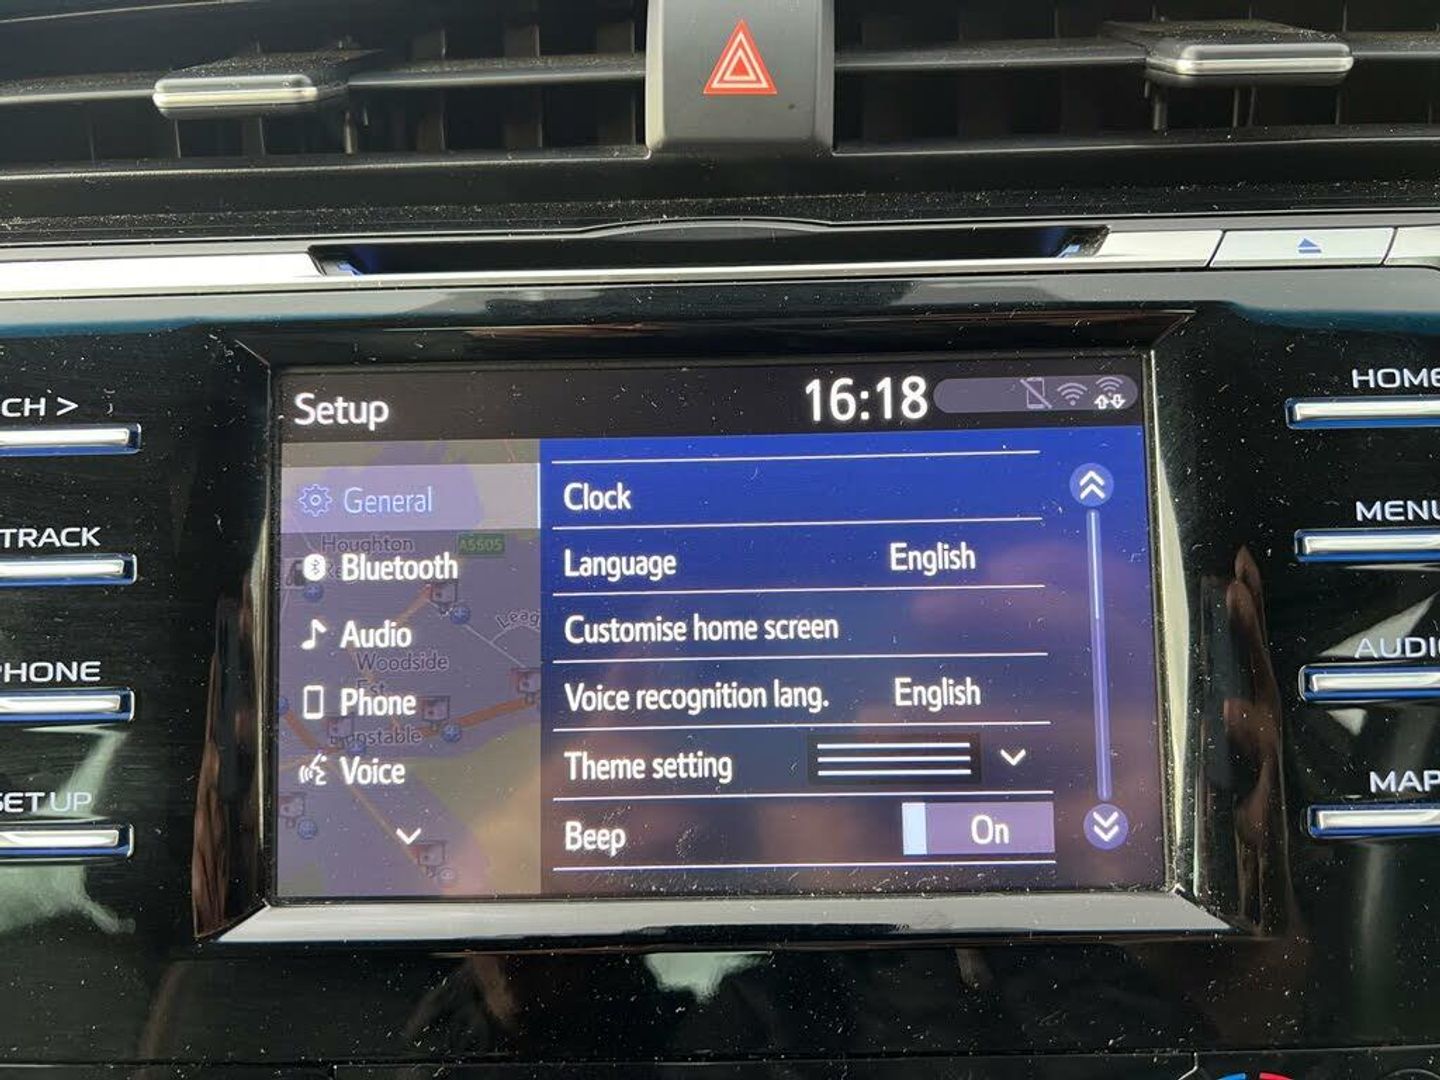 Setup 16:18
General
Bluetooth
Audio
Phone
Voice
Clock
Language English
Customise home screen
Voice recognition lang. English
Theme setting
Beep On
Houghton
A5505
Woodside
Est
CH >
TRACK
PHONE
SETUP
HOME
MENU
AUDIO
MAP